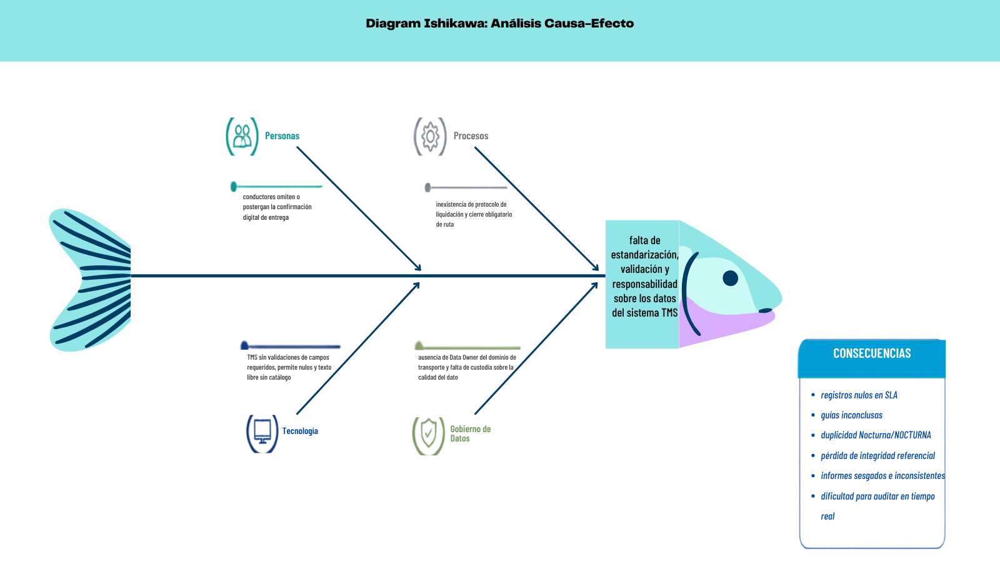 Diagram Ishikawa: Análisis Causa-Efecto
Personas
Procesos
conductores omiten o
postergan la confirmación
digital de entrega
inexistencia de protocolo de
liquidación y cierre obligatorio
de ruta
falta de
estandarización,
validación y
responsabilidad
sobre los datos
del sistema TMS
TMS sin validaciones de campos
requeridos, permite nulos y texto
libre sin catálogo
ausencia de Data Owner del dominio de
transporte y falta de custodia sobre la
calidad del dato
Tecnología
Gobierno de
Datos
CONSECUENCIAS
• registros nulos en SLA
• guías inconclusas
• duplicidad Nocturna/NOCTURNA
• pérdida de integridad referencial
• informes sesgados e inconsistentes
• dificultad para auditar en tiempo
real